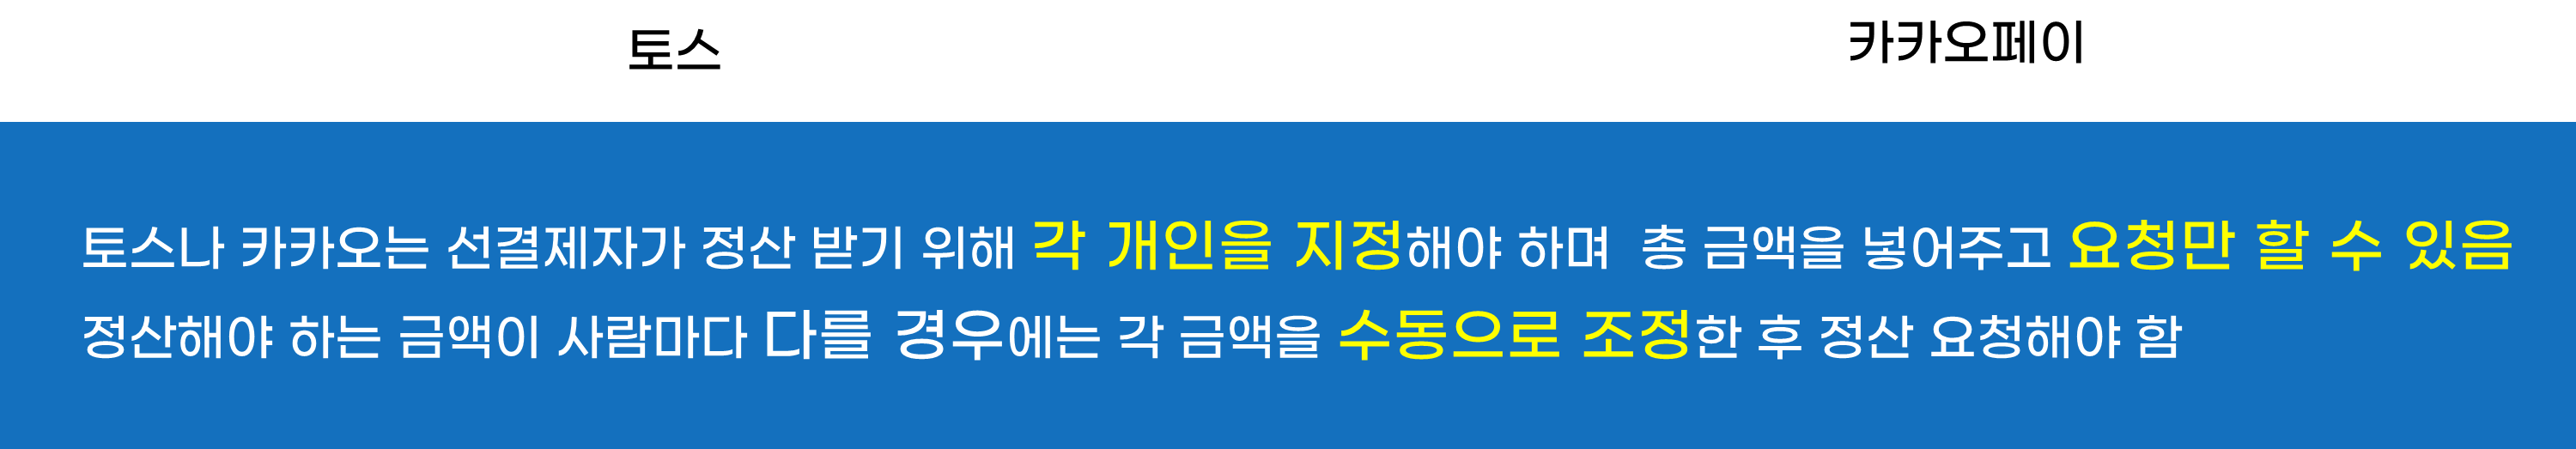 토스
카카오페이
토스나 카카오는 선결제자가 정산 받기 위해 각 개인을 지정해야 하며 총 금액을 넣어주고 요청만 할 수 있음
정산해야 하는 금액이 사람마다 다를 경우에는 각 금액을 수동으로 조정한 후 정산 요청해야 함